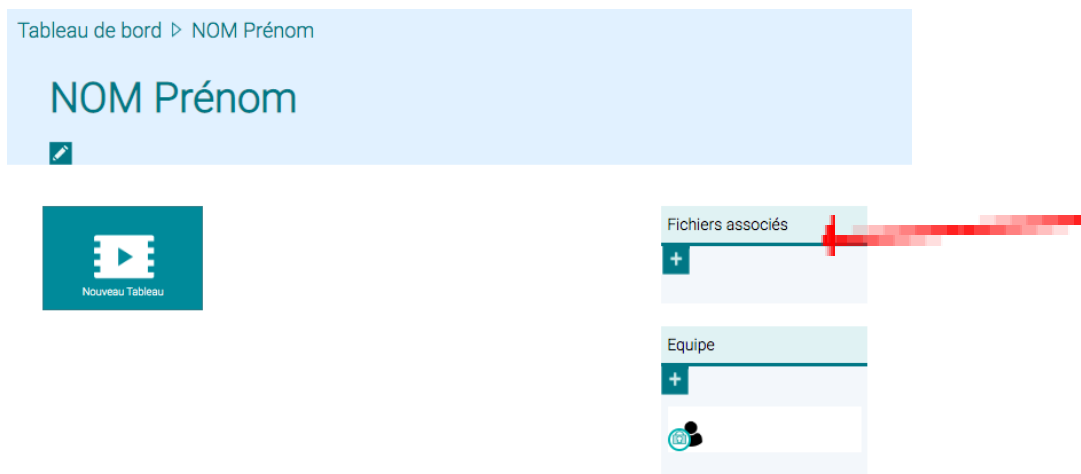 Tableau de bord ▷ NOM Prénom
NOM Prénom
Nouveau Tableau
Fichiers associés
+
Equipe
+